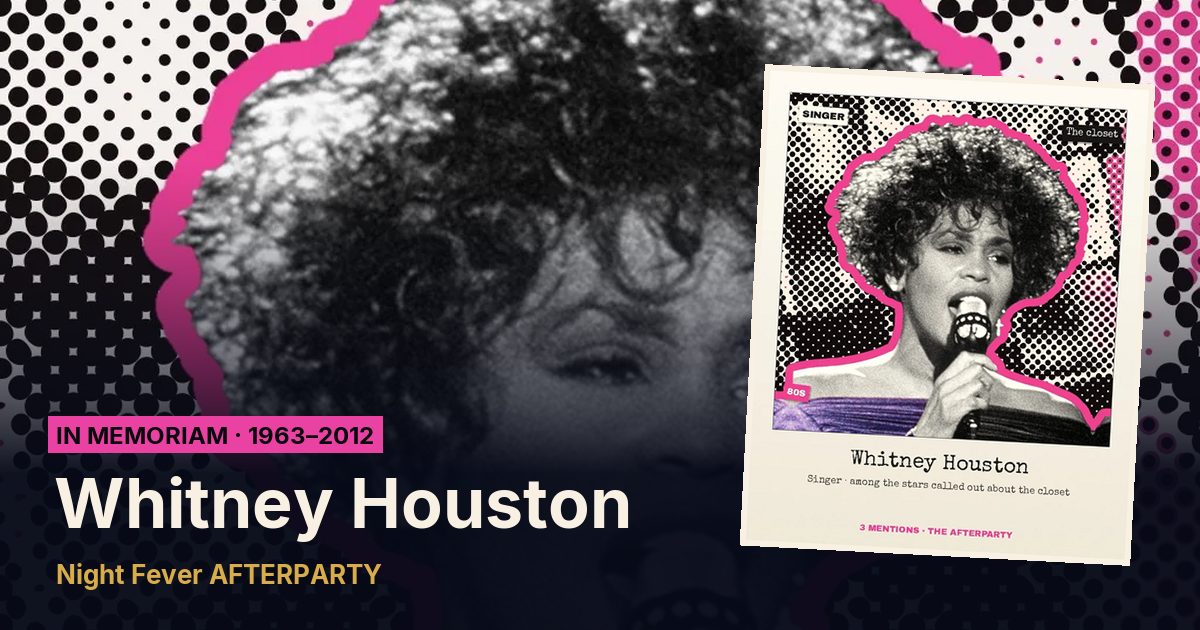 IN MEMORIAM · 1963–2012
Whitney Houston
Night Fever AFTERPARTY
SINGER
The closet
80S
Whitney Houston
Singer · among the stars called out about the closet
3 MENTIONS · THE AFTERPARTY